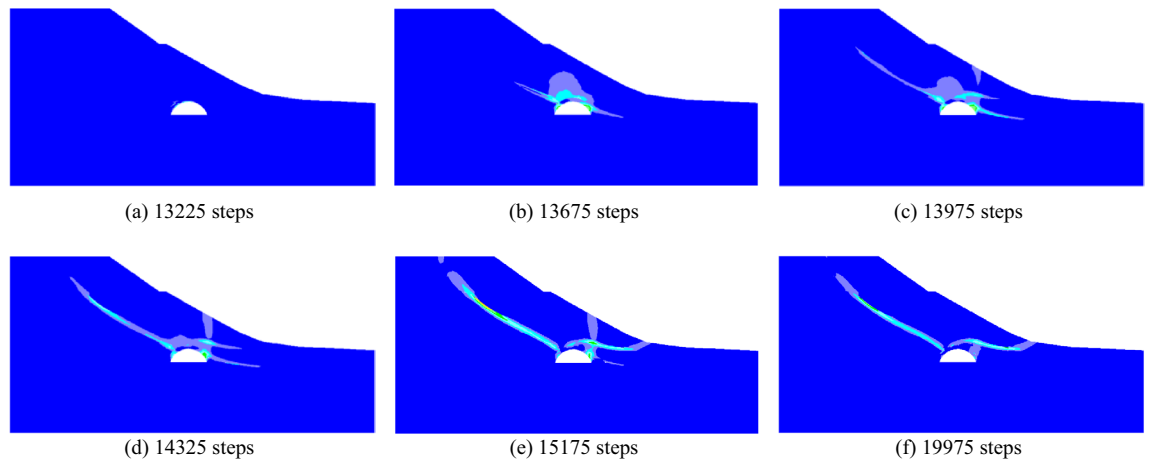 (a) 13225 steps
(b) 13675 steps
(c) 13975 steps
(d) 14325 steps
(e) 15175 steps
(f) 19975 steps